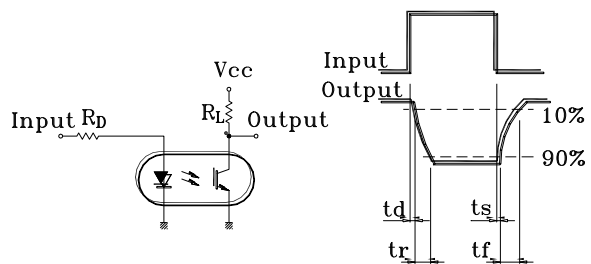 Vcc
RL
Input RD
Output
Input
Output
10%
90%
td
ts
tr
tf